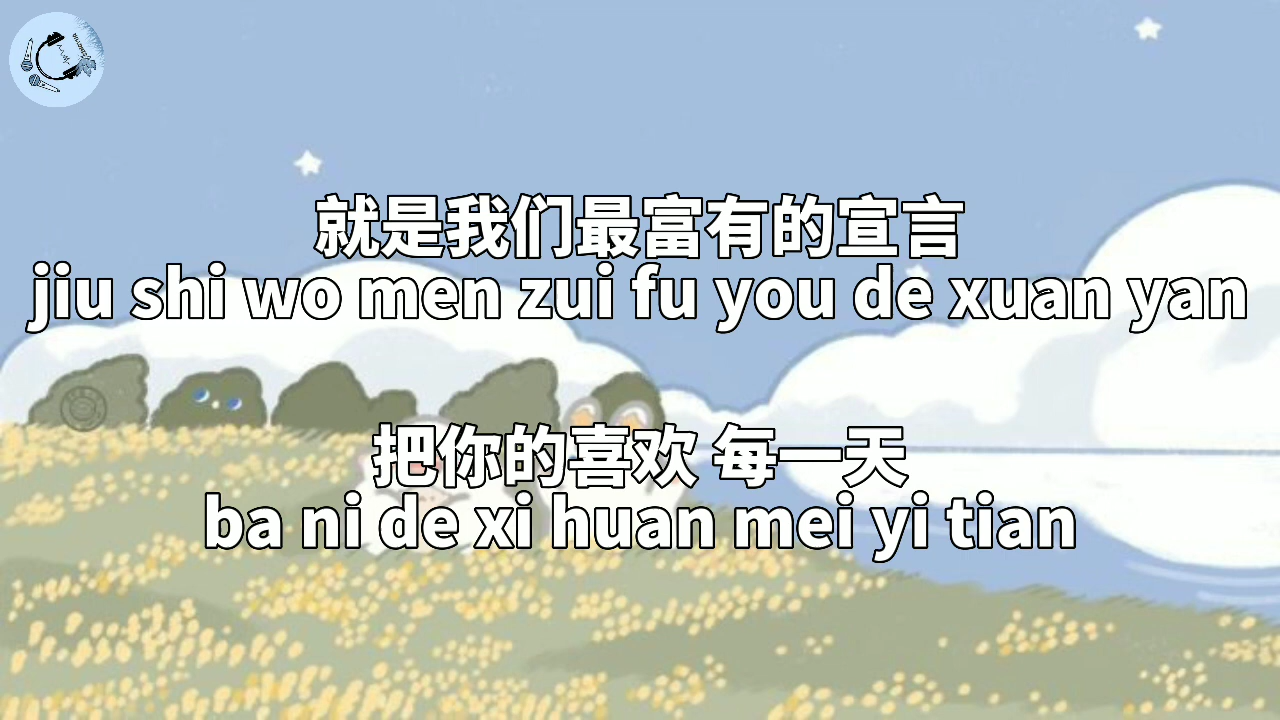 就是我们最富有的宣言
jiu shi wo men zui fu you de xuan yan
把你的喜欢 每一天
ba ni de xi huan mei yi tian